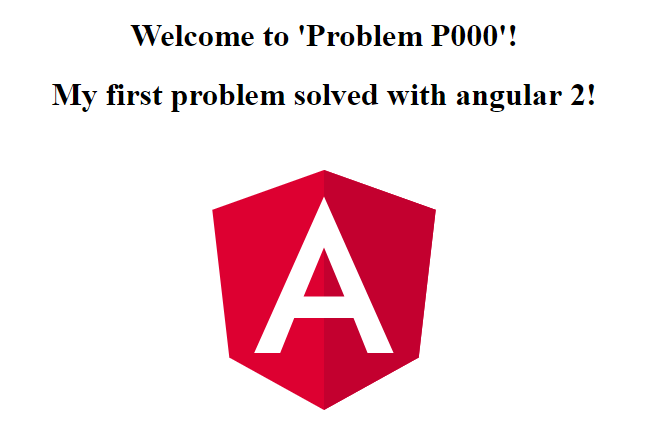 Welcome to 'Problem P000'!
My first problem solved with angular 2!
A